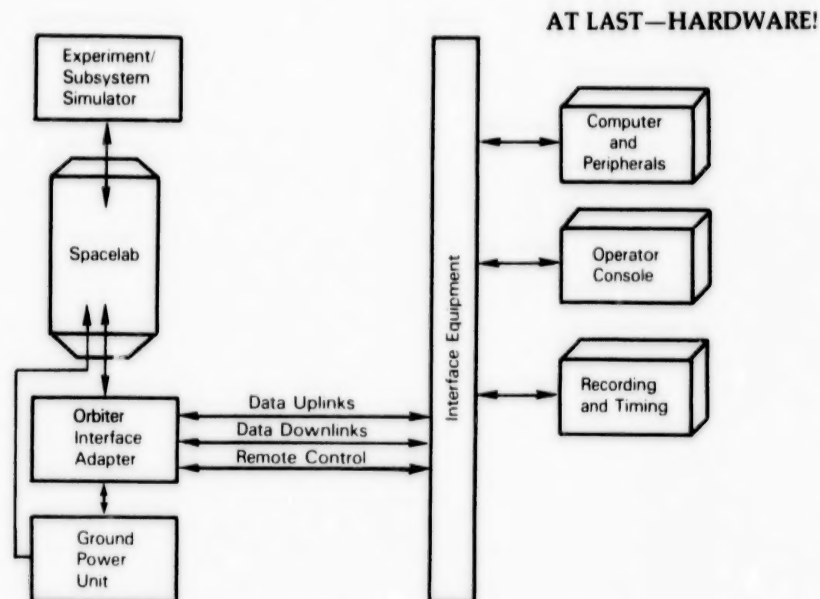 AT LAST—HARDWARE!
Experiment/
Subsystem
Simulator
Spacelab
Orbiter
Interface
Adapter
Ground
Power
Unit
Data Uplinks
Data Downlinks
Remote Control
Interface Equipment
Computer
and
Peripherals
Operator
Console
Recording
and Timing